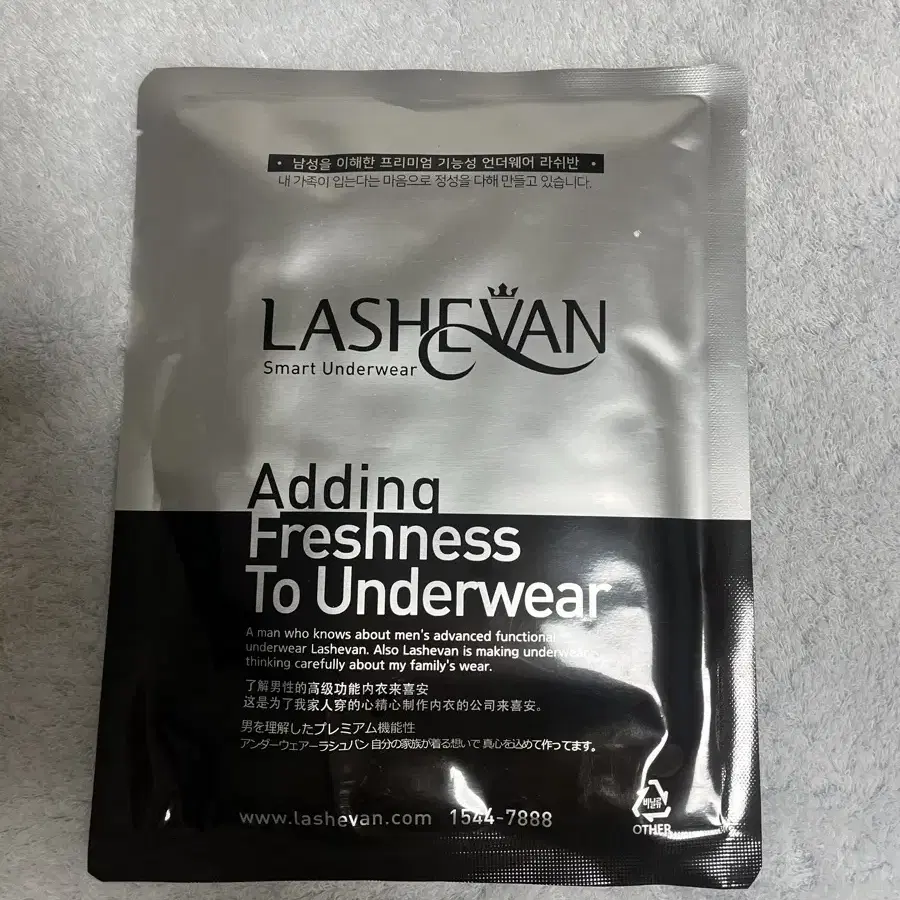 • 남성을 이해한 프리미엄 기능성 언더웨어 라쉬반 •
내 가족이 입는다는 마음으로 정성을 다해 만들고 있습니다.
LASHEVAN
Smart Underwear
Adding
Freshness
To Underwear
A man who knows about men's advanced functional
underwear Lashevan. Also Lashevan is making underwear
thinking carefully about my family's wear.
了解男性的高级功能内衣来喜安
这是为了我家人穿的心精心制作内衣的公司来喜安。
男を理解したプレミアム機能性
アンダーウェアーラシュバン 自分の家族が着る想いで 真心を込めて作ってます。
www.lashevan.com 1544-7888
비닐류
OTHER